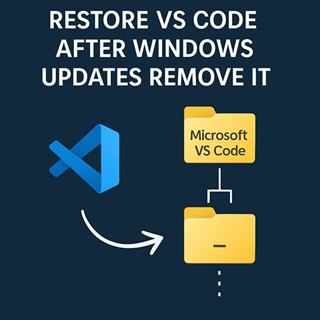 RESTORE VS CODE
AFTER WINDOWS
UPDATES REMOVE IT
Microsoft
VS Code
_